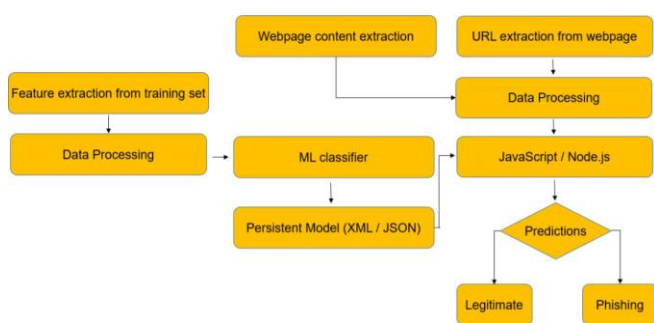 Webpage content extraction
URL extraction from webpage
Feature extraction from training set
Data Processing
Data Processing
ML classifier
JavaScript / Node.js
Persistent Model (XML / JSON)
Predictions
Legitimate
Phishing